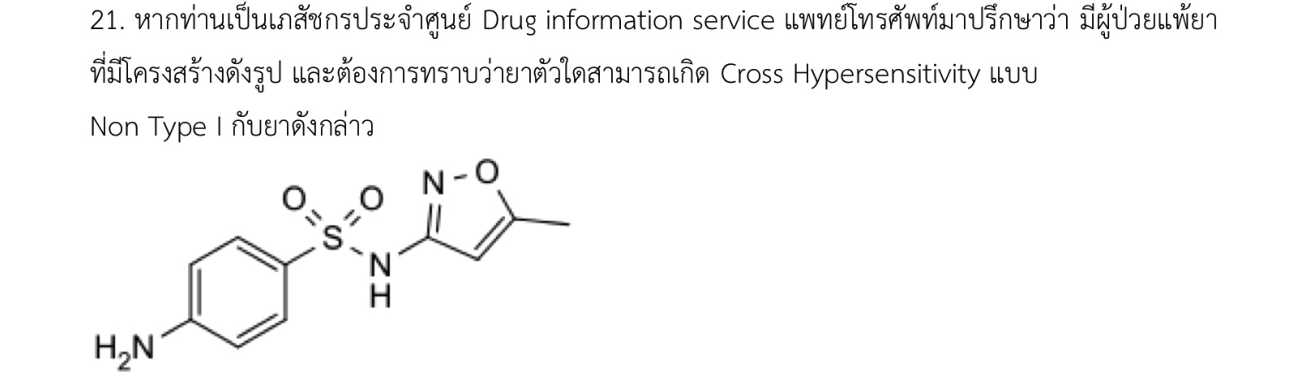 21. หากท่านเป็นเภสัชกรประจำศูนย์ Drug information service แพทย์โทรศัพท์มาปรึกษาว่า มีผู้ป่วยแพ้ยา
ที่มีโครงสร้างดังรูป และต้องการทราบว่ายาตัวใดสามารถเกิด Cross Hypersensitivity แบบ
Non Type I กับยาดังกล่าว
N O
O O
S
N
H
H₂N